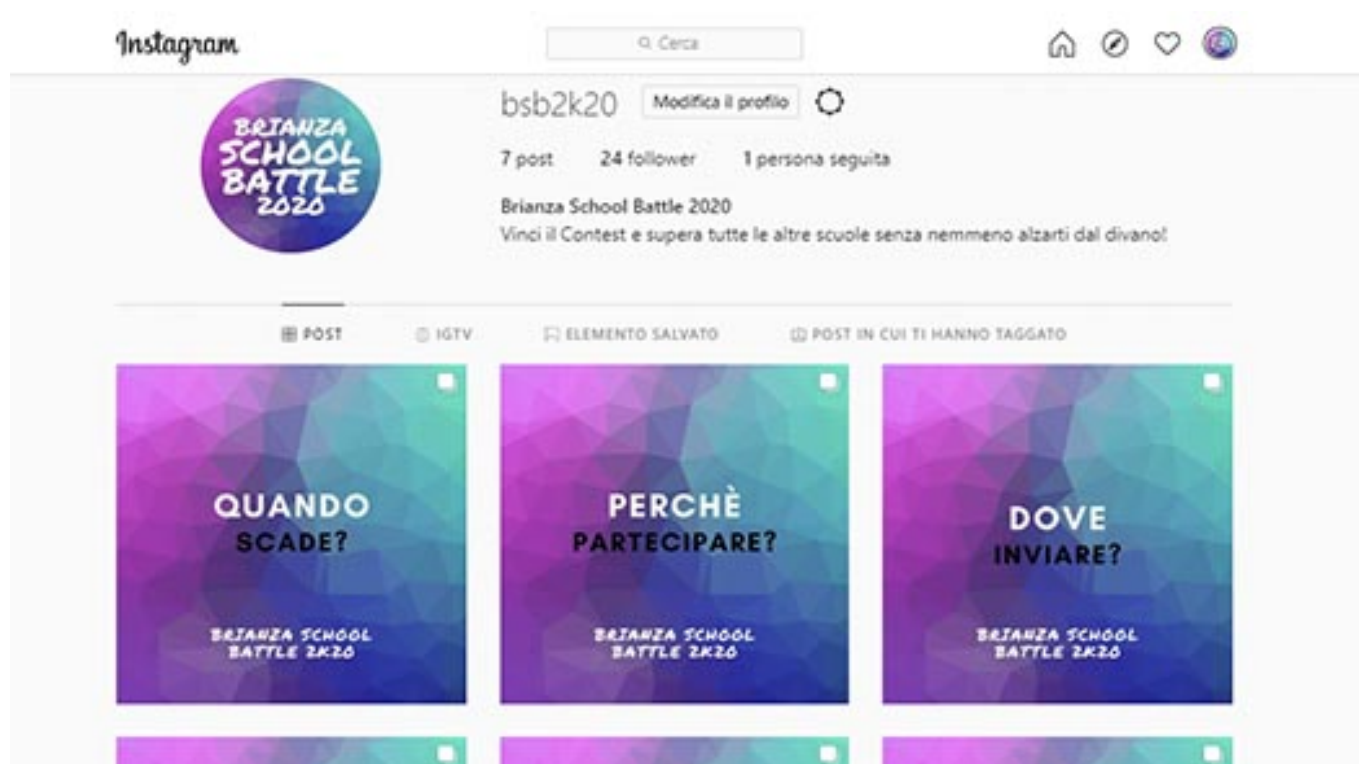 Instagram
Cerca
BRIANZA
SCHOOL
BATTLE
2020
bsb2k20 Modifica il profilo
7 post 24 follower 1 persona seguita
Brianza School Battle 2020
Vinci il Contest e supera tutte le altre scuole senza nemmeno alzarti dal divano!
POST IGTV ELEMENTO SALVATO POST IN CUI TI HANNO TAGGATO
QUANDO
SCADE?
BRIANZA SCHOOL
BATTLE 2K20
PERCHÈ
PARTECIPARE?
BRIANZA SCHOOL
BATTLE 2K20
DOVE
INVIARE?
BRIANZA SCHOOL
BATTLE 2K20